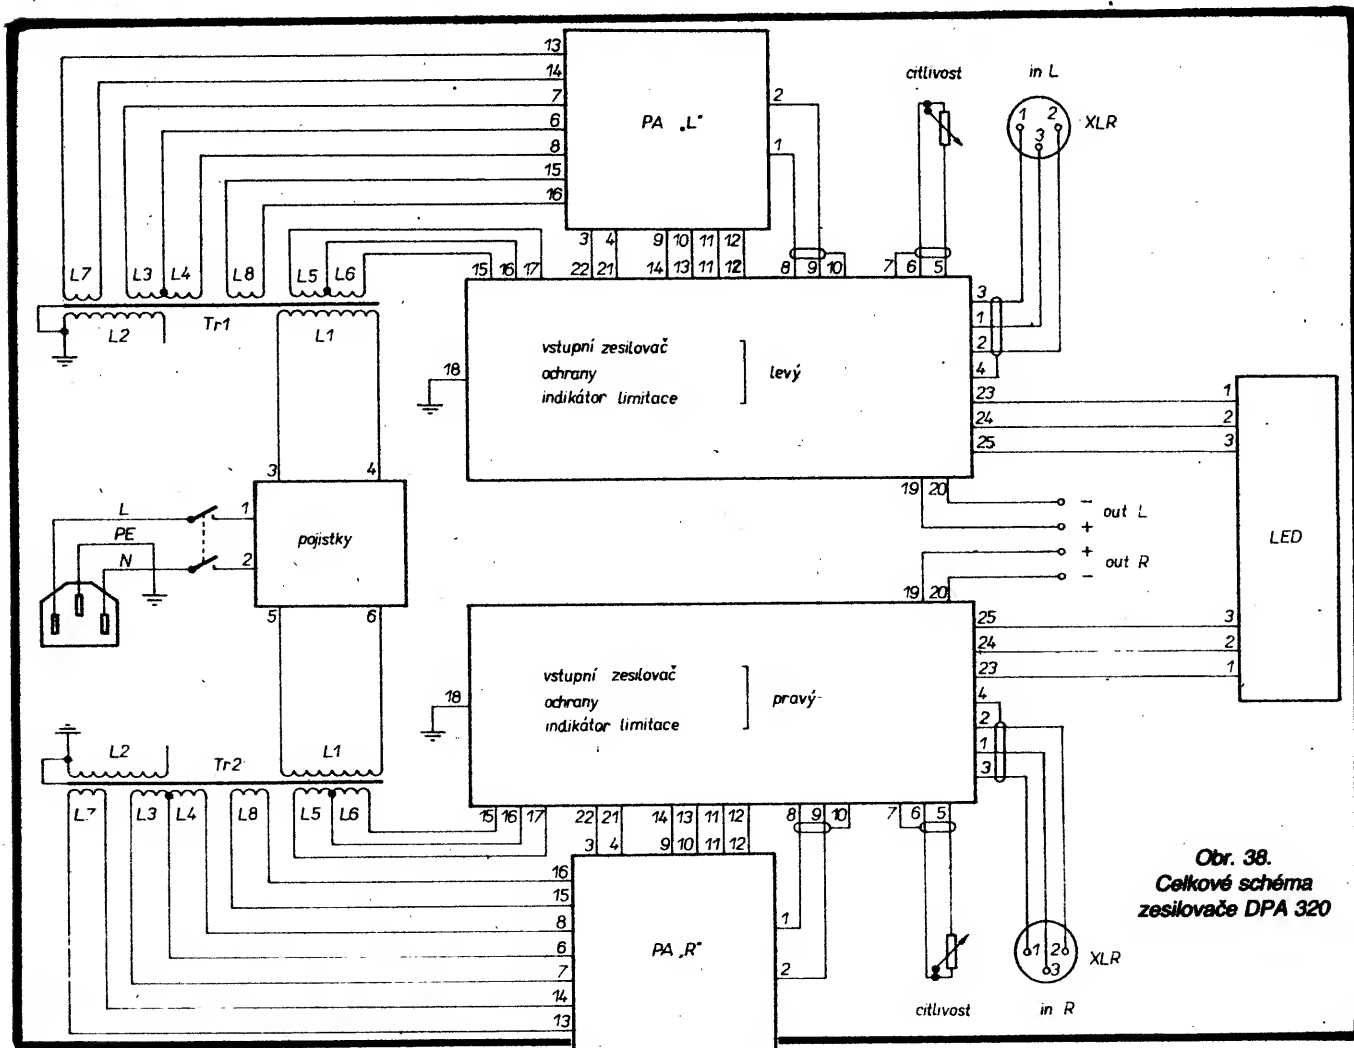 13
14
7
6
8
15
16
PA „L“
2
1
citlivost
in L
1 2
3
XLR
3 4 9 10 11 12
L7 L3 L4 L8 L5 L6
15 16 17 22 21 14 13 11 12 8 9 10 7 6 5
Tr1
L2
L1
18
vstupní zesilovač
ochrany
indikátor limitace
levý
3
1
2
4
23
24
25
1
2
3
3 4
19 20
L
PE
N
1
2
pojistky
– out L
+
+
out R
–
LED
5 6
19 20
18
vstupní zesilovač
ochrany
indikátor limitace
pravý
25
24
23
4
2
1
3
3
2
1
L2
Tr2
L1
L7 L3 L4 L8 L5 L6
15 16 17 22 21 14 13 11 12 8 9 10 7 6 5
3 4 9 10 11 12
16
15
8
6
7
14
13
PA „R“
1
2
citlivost
1 2
3
XLR
in R
Obr. 38.
Celkové schéma
zesilovače DPA 320